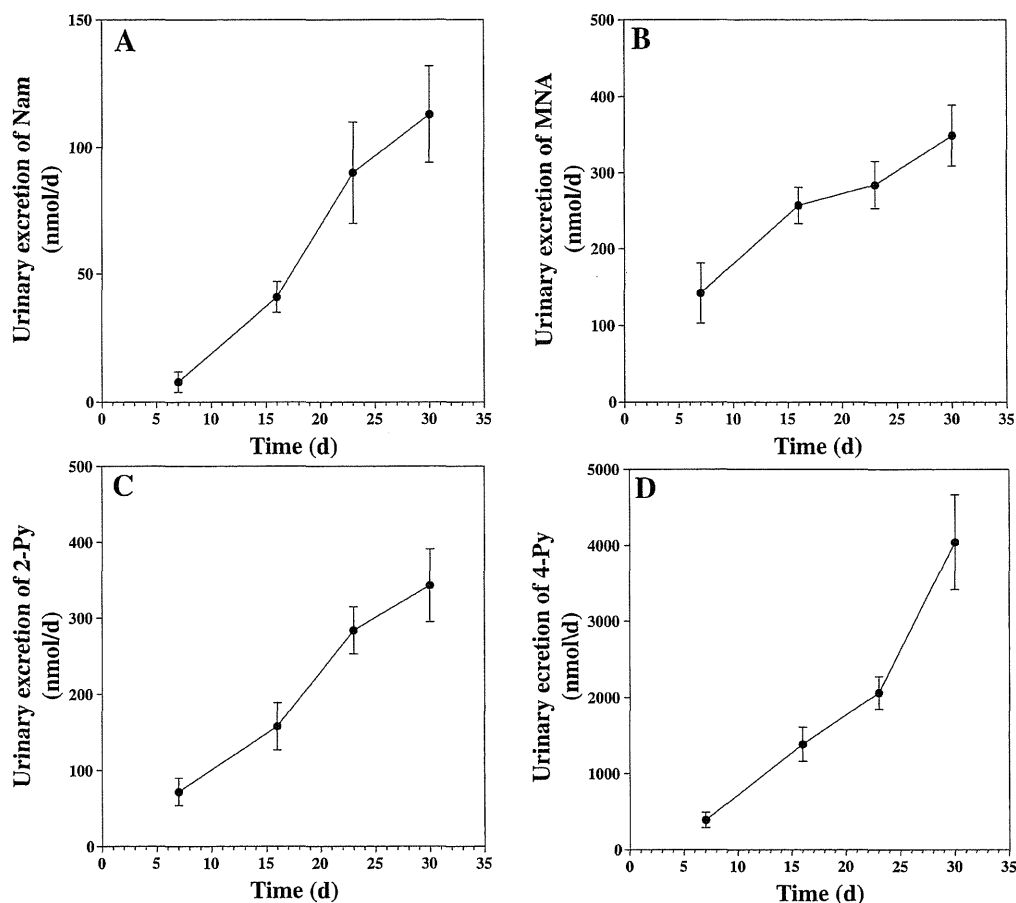 A
Urinary excretion of Nam
(nmol/d)
150
100
50
0
0 5 10 15 20 25 30 35
Time (d)
B
Urinary excretion of MNA
(nmol/d)
500
400
300
200
100
0
0 5 10 15 20 25 30 35
Time (d)
C
Urinary excretion of 2-Py
(nmol/d)
500
400
300
200
100
0
0 5 10 15 20 25 30 35
Time (d)
D
Urinary ecretion of 4-Py
(nmol\d)
5000
4000
3000
2000
1000
0
0 5 10 15 20 25 30 35
Time (d)